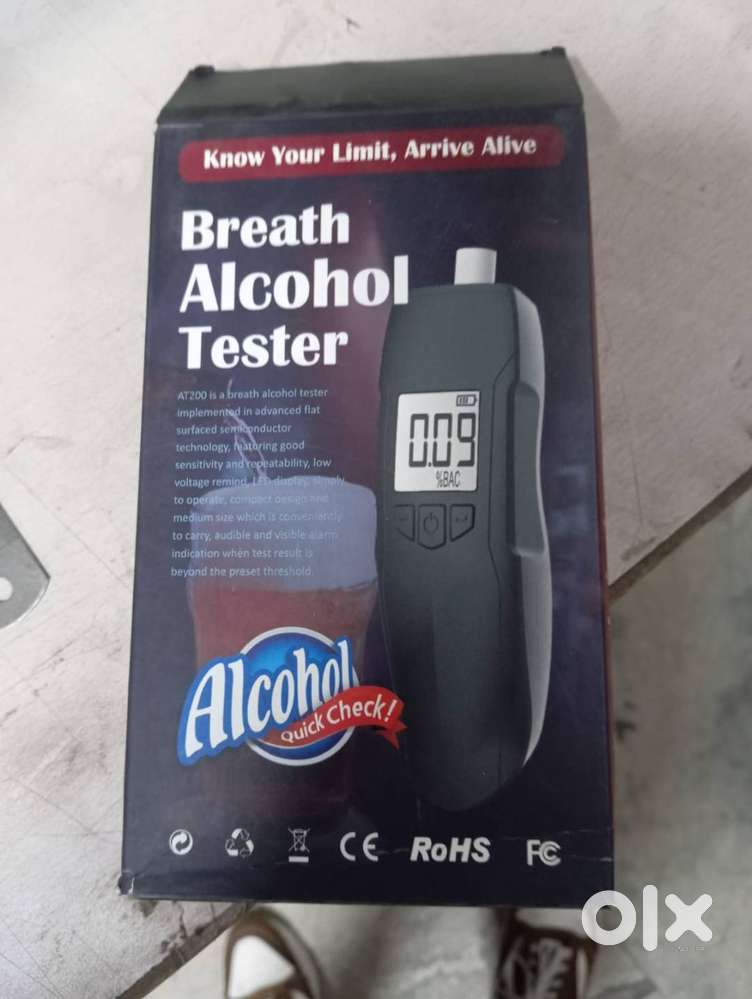 Know Your Limit, Arrive Alive
Breath
Alcohol
Tester
AT200 is a breath alcohol tester
implemented in advanced flat
surfaced semiconductor
technology, featuring good
sensitivity and repeatability, low
voltage remind, LED display, simply
to operate, compact design and
medium size which is conveniently
to carry, audible and visible alarm
indication when test result is
beyond the preset threshold.
0.09
%BAC
Alcohol
Quick Check!
CE RoHS FC
olx